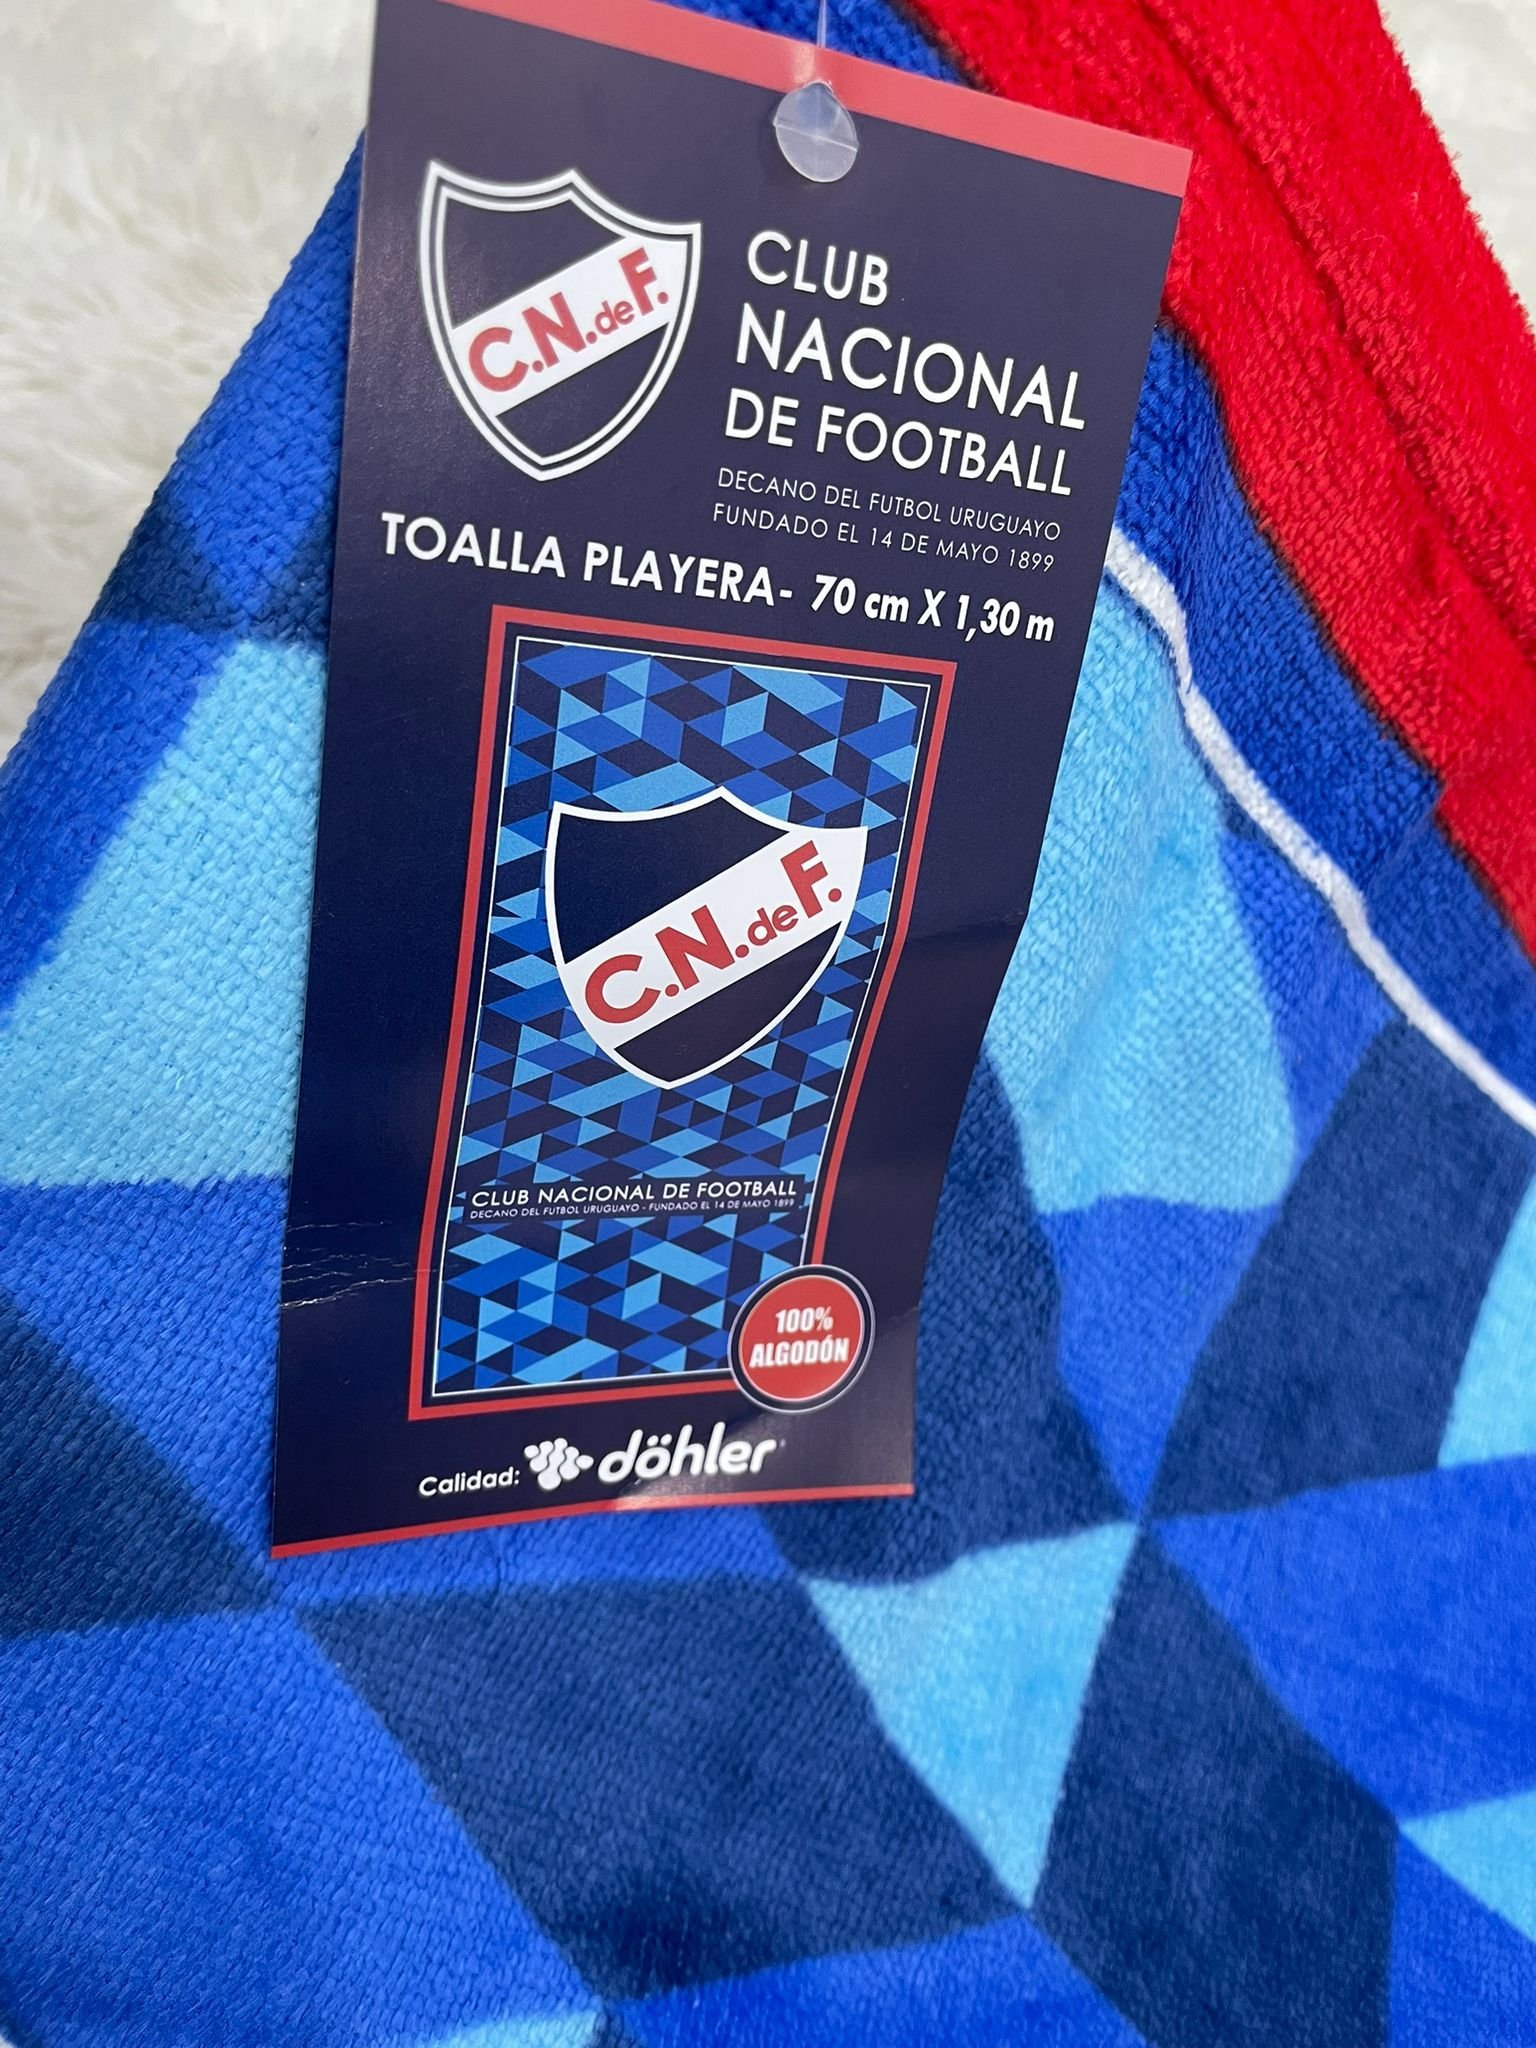 C.N.de F.
CLUB
NACIONAL
DE FOOTBALL
DECANO DEL FUTBOL URUGUAYO
FUNDADO EL 14 DE MAYO 1899
TOALLA PLAYERA- 70 cm X 1,30 m
C.N.de F.
CLUB NACIONAL DE FOOTBALL
DECANO DEL FUTBOL URUGUAYO - FUNDADO EL 14 DE MAYO 1899
100%
ALGODÓN
Calidad: döhler